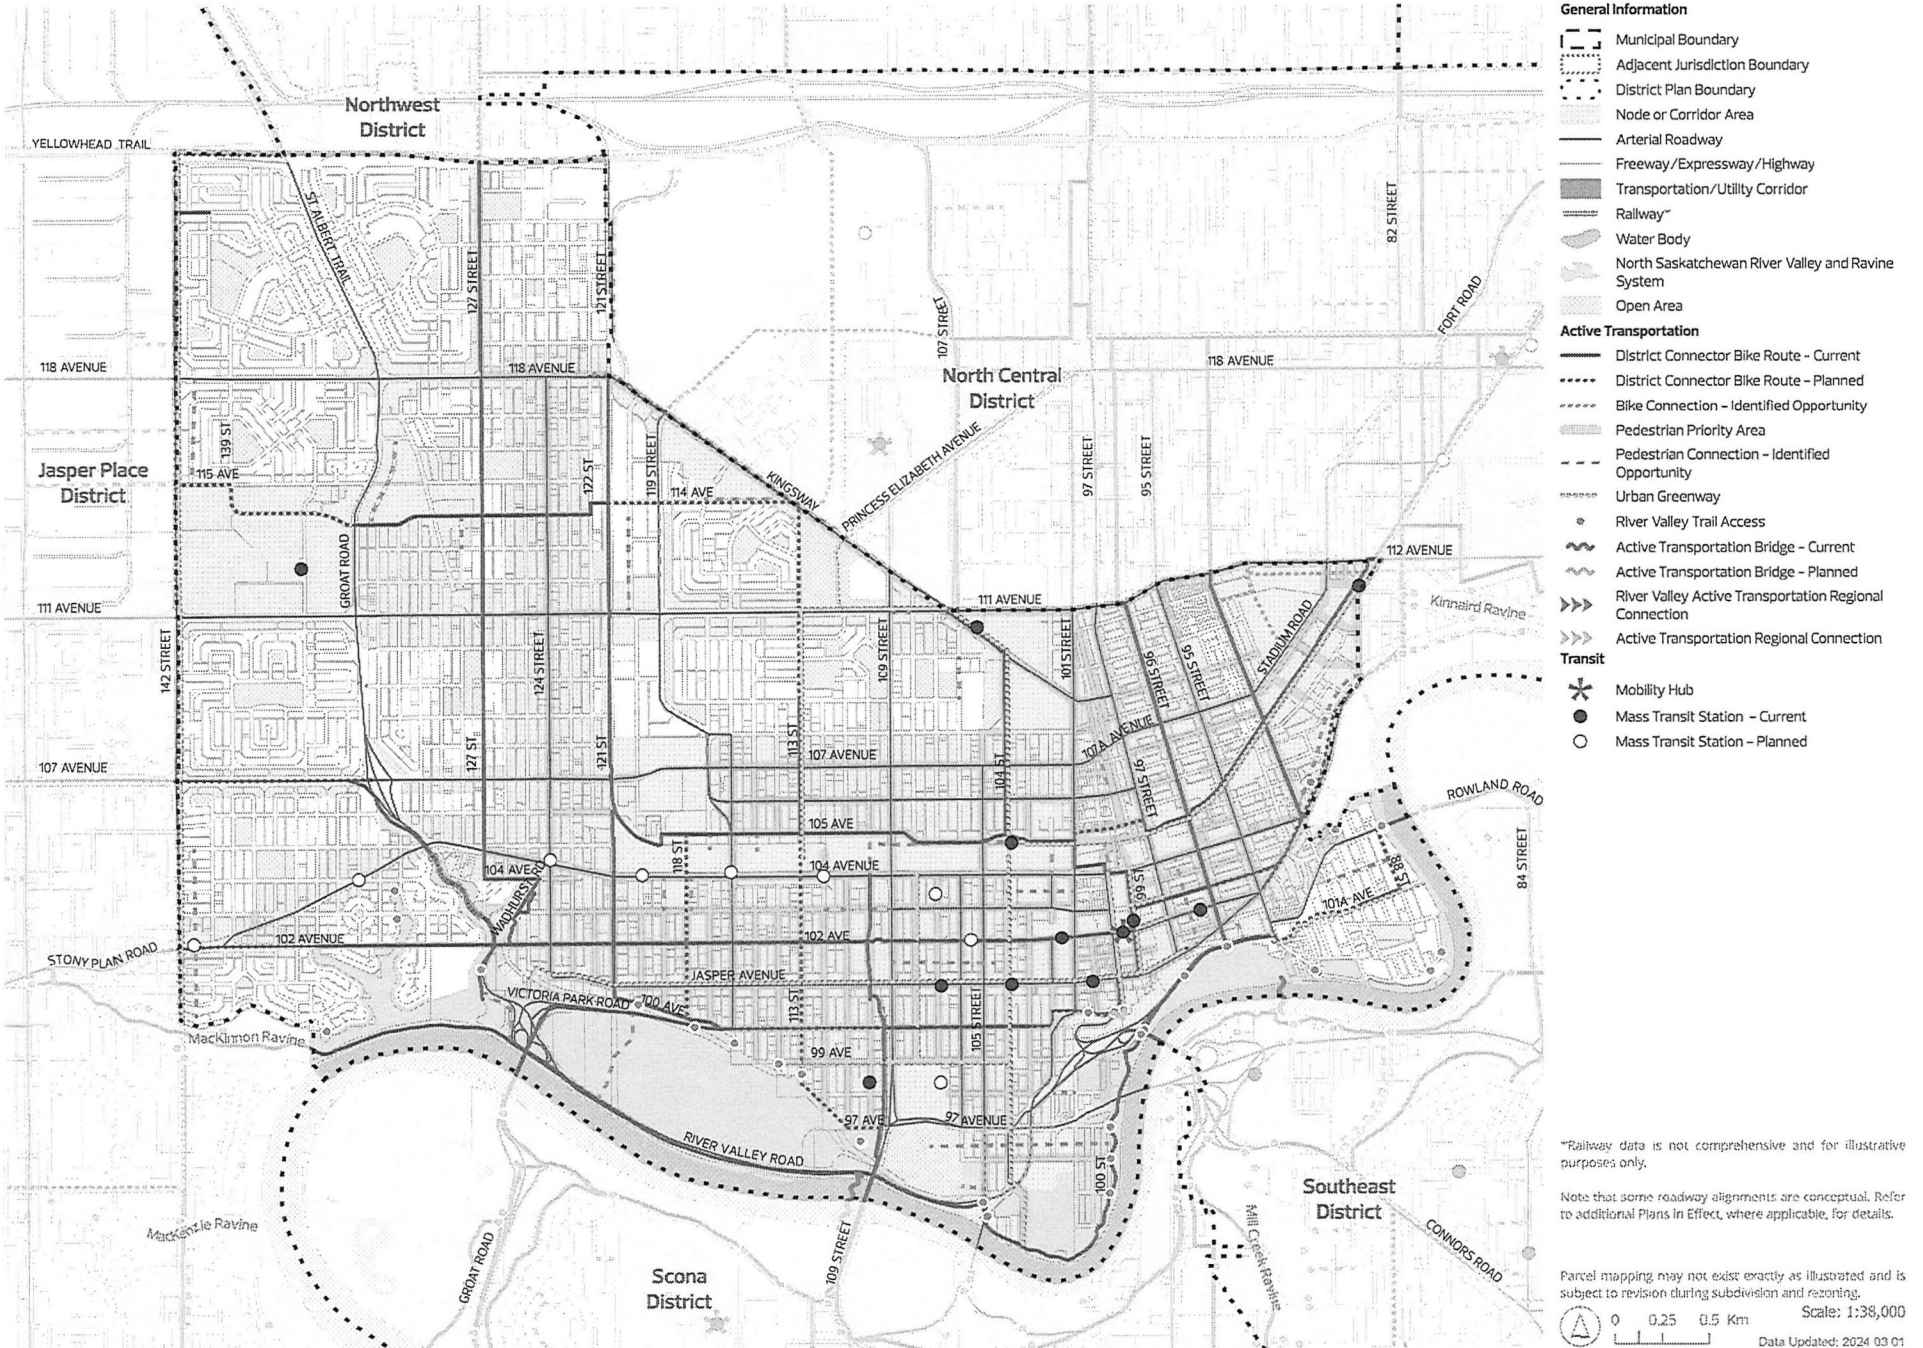 General Information
Municipal Boundary
Adjacent Jurisdiction Boundary
District Plan Boundary
Node or Corridor Area
Arterial Roadway
Freeway/Expressway/Highway
Transportation/Utility Corridor
Railway*
Water Body
North Saskatchewan River Valley and Ravine
System
Open Area
Active Transportation
District Connector Bike Route - Current
District Connector Bike Route - Planned
Bike Connection - Identified Opportunity
Pedestrian Priority Area
Pedestrian Connection - Identified
Opportunity
Urban Greenway
River Valley Trail Access
Active Transportation Bridge - Current
Active Transportation Bridge - Planned
River Valley Active Transportation Regional
Connection
Active Transportation Regional Connection
Transit
Mobility Hub
Mass Transit Station - Current
Mass Transit Station - Planned
*Railway data is not comprehensive and for illustrative
purposes only.
Note that some roadway alignments are conceptual. Refer
to additional Plans in Effect, where applicable, for details.
Parcel mapping may not exist exactly as illustrated and is
subject to revision during subdivision and rezoning.
Scale: 1:38,000
0 0.25 0.5 Km
Data Updated: 2024 03 01
Northwest
District
YELLOWHEAD TRAIL
ST ALBERT TRAIL
127 STREET
121 STREET
82 STREET
107 STREET
FORT ROAD
118 AVENUE
118 AVENUE
118 AVENUE
North Central
District
139 ST
115 AVE
Jasper Place
District
122 ST
119 STREET
114 AVE
KINGSWAY
PRINCESS ELIZABETH AVENUE
97 STREET
95 STREET
112 AVENUE
GROAT ROAD
111 AVENUE
111 AVENUE
Kinnaird Ravine
STADIUM ROAD
142 STREET
124 STREET
109 STREET
101 STREET
96 STREET
95 STREET
107A AVENUE
127 ST
121 ST
113 ST
104 ST
107 AVENUE
107 AVENUE
97 STREET
ROWLAND ROAD
105 AVE
118 ST
104 AVE
104 AVENUE
WADHURST RD
99 ST
88 ST
84 STREET
101A AVE
102 AVENUE
102 AVE
STONY PLAIN ROAD
JASPER AVENUE
VICTORIA PARK ROAD
100 AVE
113 ST
105 STREET
MacKinnon Ravine
99 AVE
97 AVE
97 AVENUE
RIVER VALLEY ROAD
100 ST
Southeast
District
MacKenzie Ravine
Mill Creek Ravine
CONNORS ROAD
GROAT ROAD
109 STREET
Scona
District